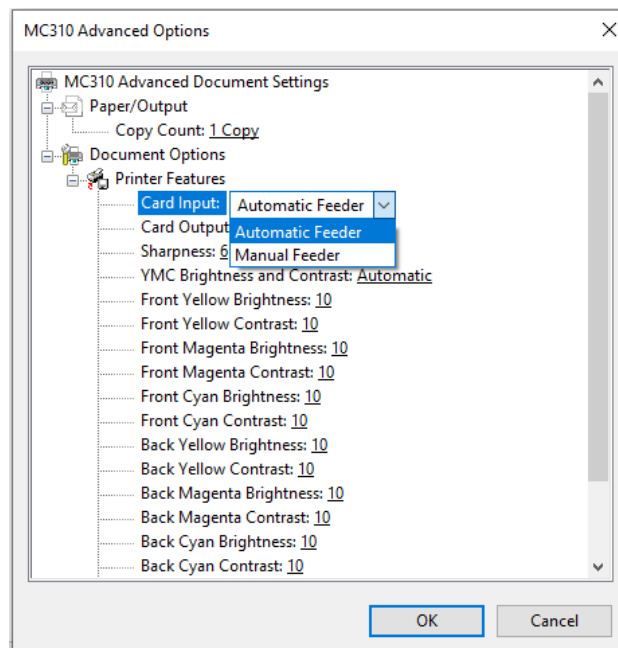 MC310 Advanced Options
MC310 Advanced Document Settings
Paper/Output
Copy Count: 1 Copy
Document Options
Printer Features
Card Input: Automatic Feeder
Card Output
Automatic Feeder
Sharpness: 6
Manual Feeder
YMC Brightness and Contrast: Automatic
Front Yellow Brightness: 10
Front Yellow Contrast: 10
Front Magenta Brightness: 10
Front Magenta Contrast: 10
Front Cyan Brightness: 10
Front Cyan Contrast: 10
Back Yellow Brightness: 10
Back Yellow Contrast: 10
Back Magenta Brightness: 10
Back Magenta Contrast: 10
Back Cyan Brightness: 10
Back Cyan Contrast: 10
OK Cancel